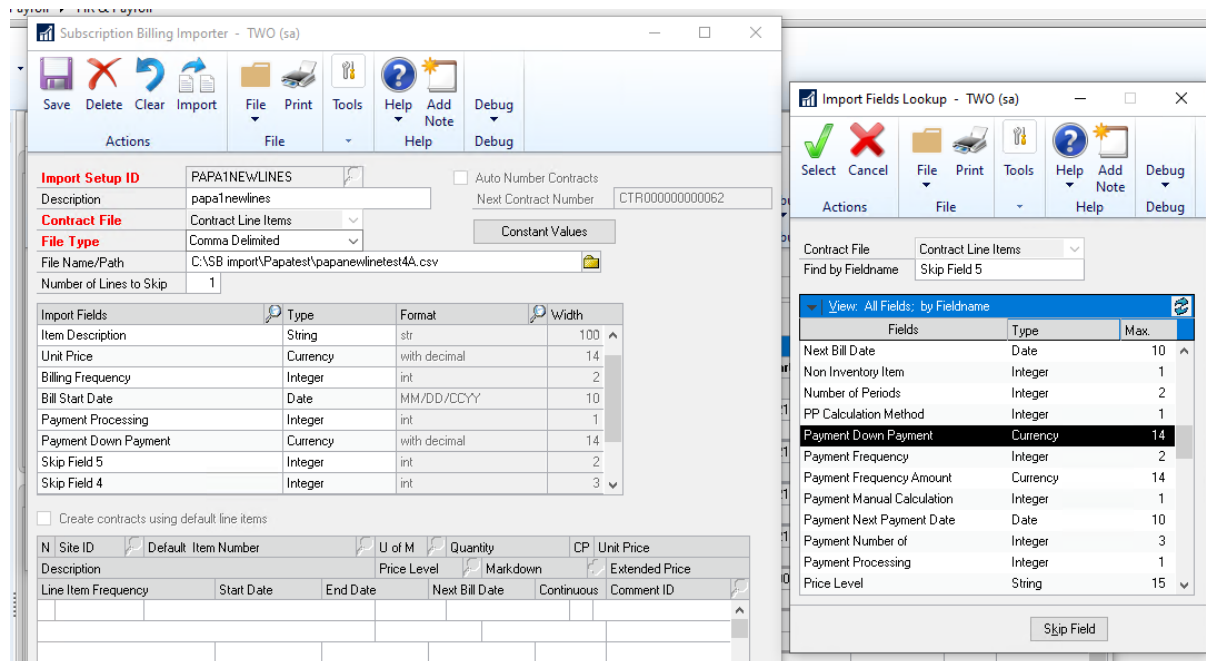 Subscription Billing Importer - TWO (sa)
Save Delete Clear Import File Print Tools Help Add Note Debug
Actions File Help Debug
Import Setup ID PAPA1NEWLINES Auto Number Contracts
Description papa1newlines Next Contract Number CTR000000000062
Contract File Contract Line Items
File Type Comma Delimited Constant Values
File Name/Path C:\SB import\Papatest\papanewlinetest4A.csv
Number of Lines to Skip 1
Import Fields Type Format Width
Item Description String str 100
Unit Price Currency with decimal 14
Billing Frequency Integer int 2
Bill Start Date Date MM/DD/CCYY 10
Payment Processing Integer int 1
Payment Down Payment Currency with decimal 14
Skip Field 5 Integer int 2
Skip Field 4 Integer int 3
Create contracts using default line items
N Site ID Default Item Number U of M Quantity CP Unit Price
Description Price Level Markdown Extended Price
Line Item Frequency Start Date End Date Next Bill Date Continuous Comment ID
Import Fields Lookup - TWO (sa)
Select Cancel File Print Tools Help Add Note Debug
Actions File Help Debug
Contract File Contract Line Items
Find by Fieldname Skip Field 5
View: All Fields; by Fieldname
Fields Type Max.
Next Bill Date Date 10
Non Inventory Item Integer 1
Number of Periods Integer 2
PP Calculation Method Integer 1
Payment Down Payment Currency 14
Payment Frequency Integer 2
Payment Frequency Amount Currency 14
Payment Manual Calculation Integer 1
Payment Next Payment Date Date 10
Payment Number of Integer 3
Payment Processing Integer 1
Price Level String 15
Skip Field